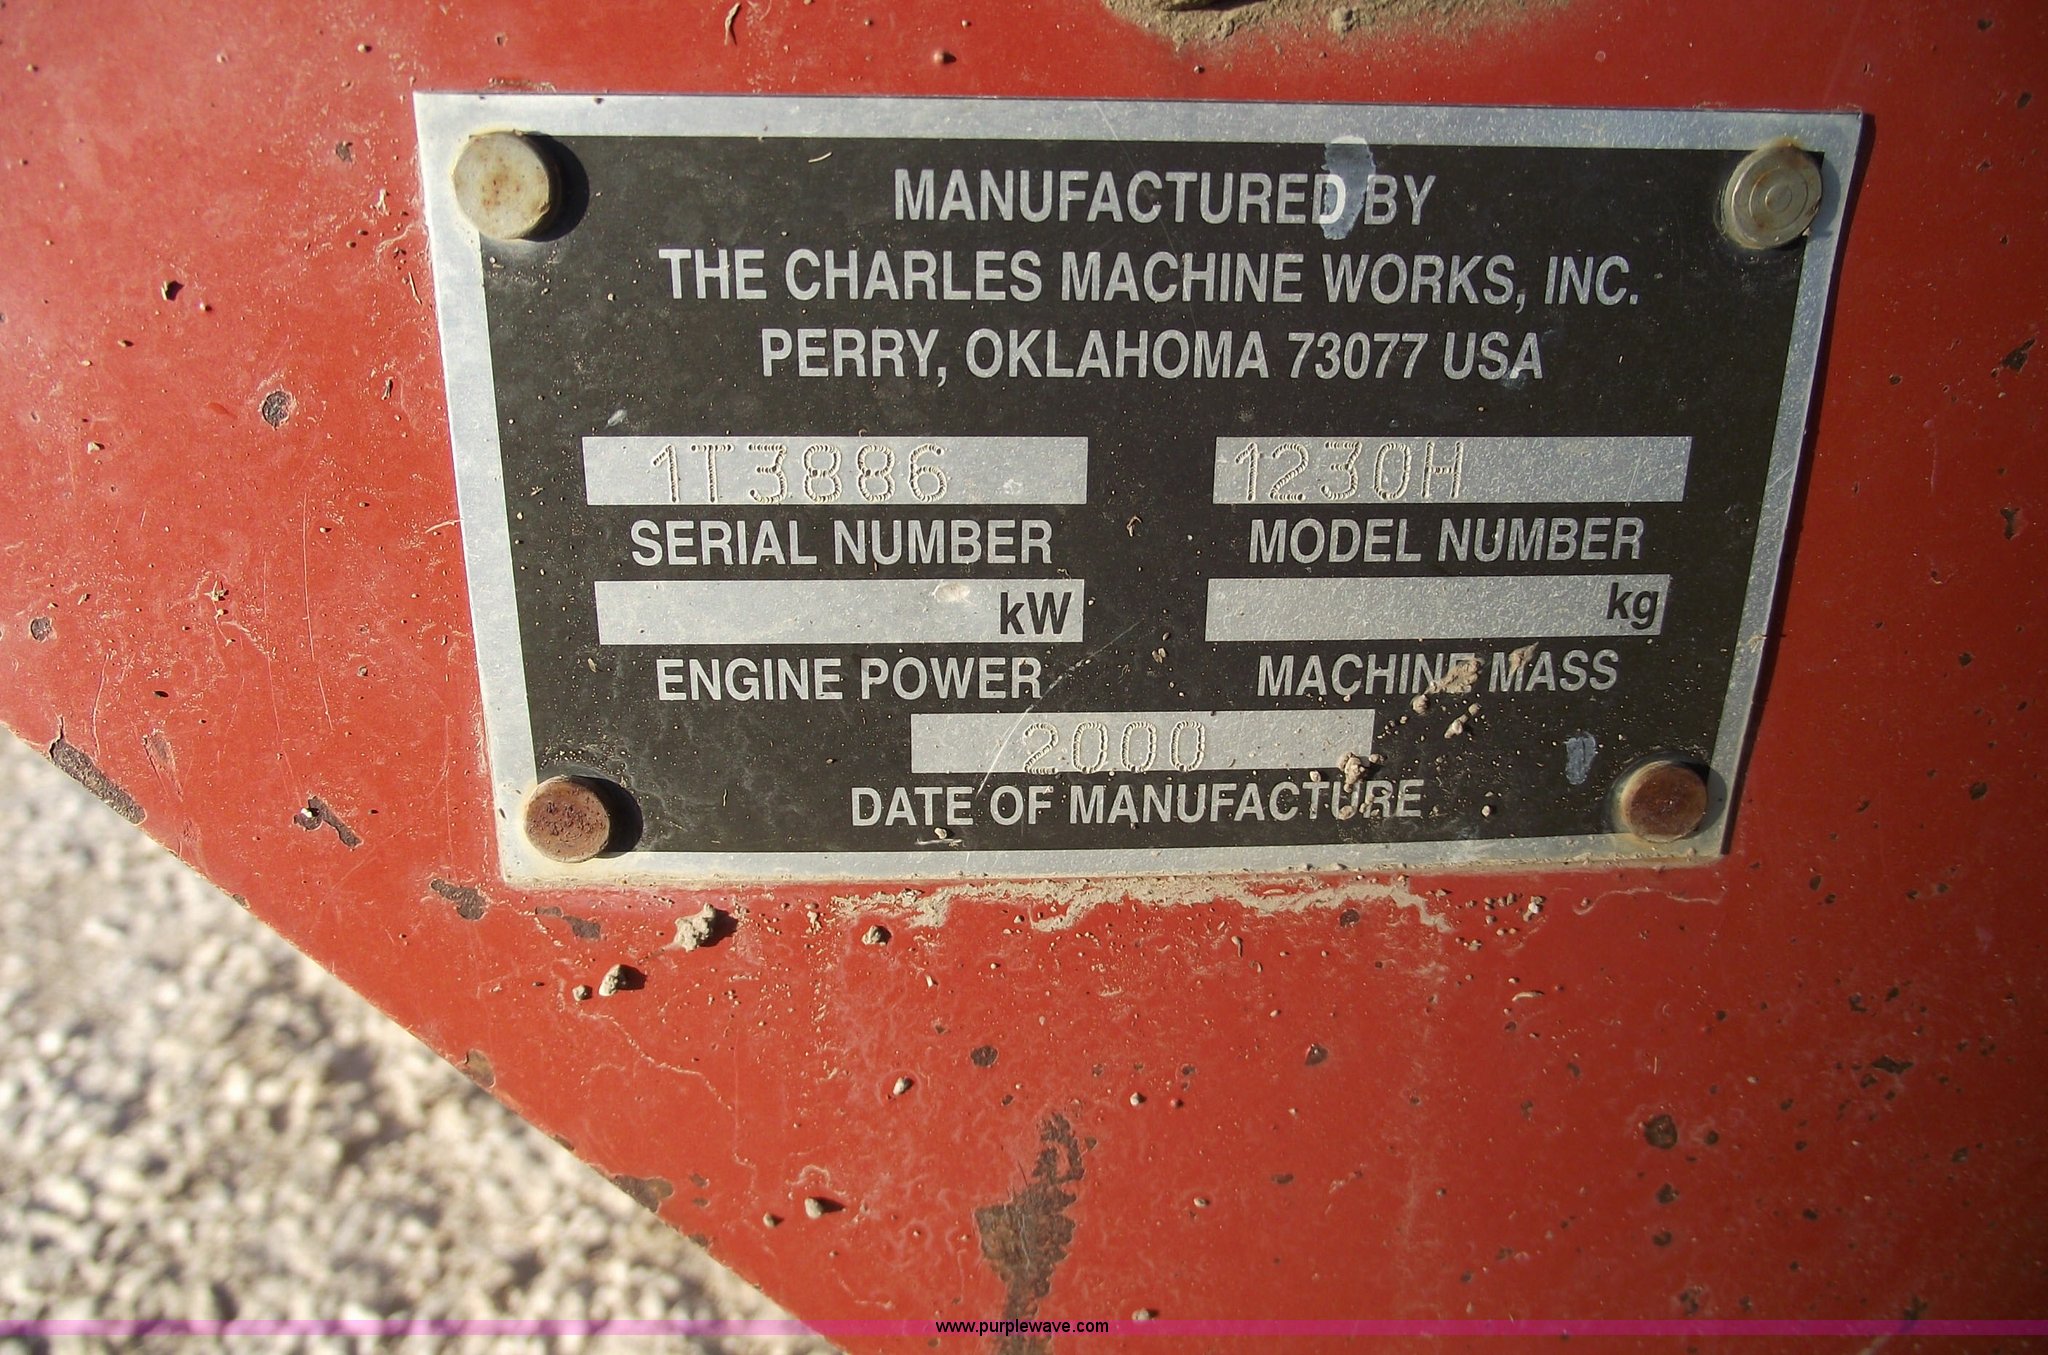 MANUFACTURED BY
THE CHARLES MACHINE WORKS, INC.
PERRY, OKLAHOMA 73077 USA
1T3886 1230H
SERIAL NUMBER MODEL NUMBER
kW kg
ENGINE POWER MACHINE MASS
2000
DATE OF MANUFACTURE
www.purplewave.com